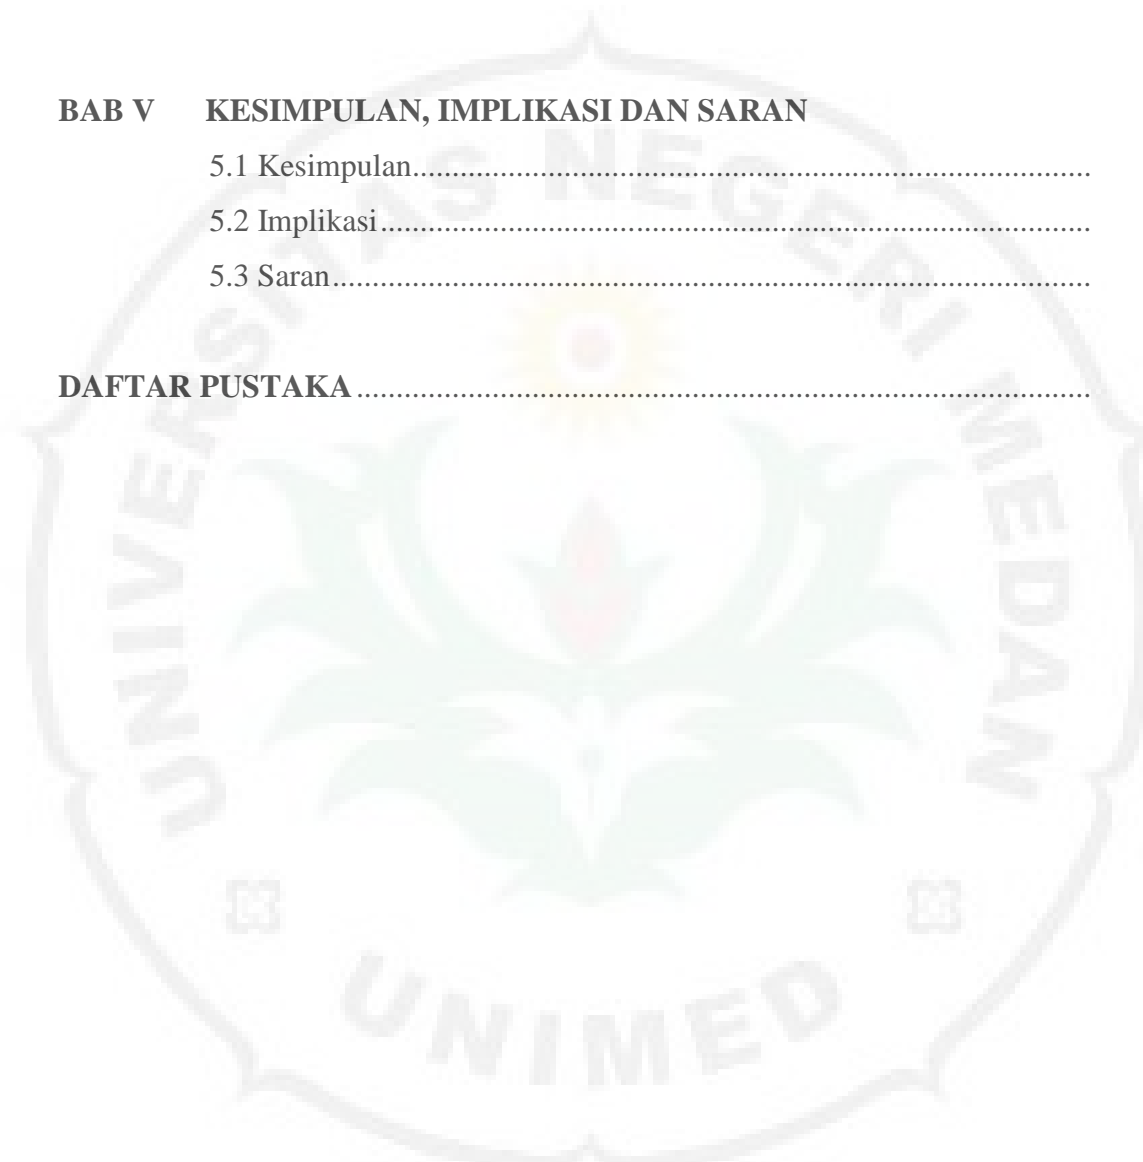 BAB V KESIMPULAN, IMPLIKASI DAN SARAN
5.1 Kesimpulan....................................................................................
5.2 Implikasi........................................................................................
5.3 Saran..............................................................................................
DAFTAR PUSTAKA...........................................................................................
UNIVERSITAS NEGERI MEDAN
UNIMED